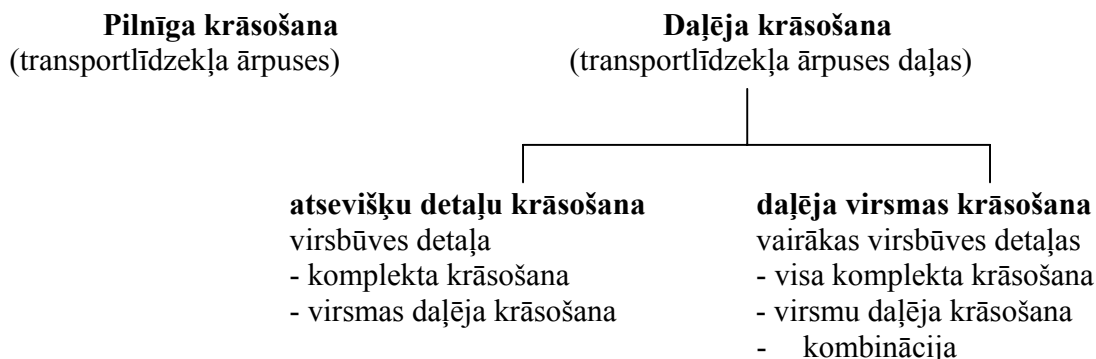 Pilnīga krāsošana
(transportlīdzekļa ārpuses)
Daļēja krāsošana
(transportlīdzekļa ārpuses daļas)
atsevišķu detaļu krāsošana
virsbūves detaļa
- komplekta krāsošana
- virsmas daļēja krāsošana
daļēja virsmas krāsošana
vairākas virsbūves detaļas
- visa komplekta krāsošana
- virsmu daļēja krāsošana
- kombinācija